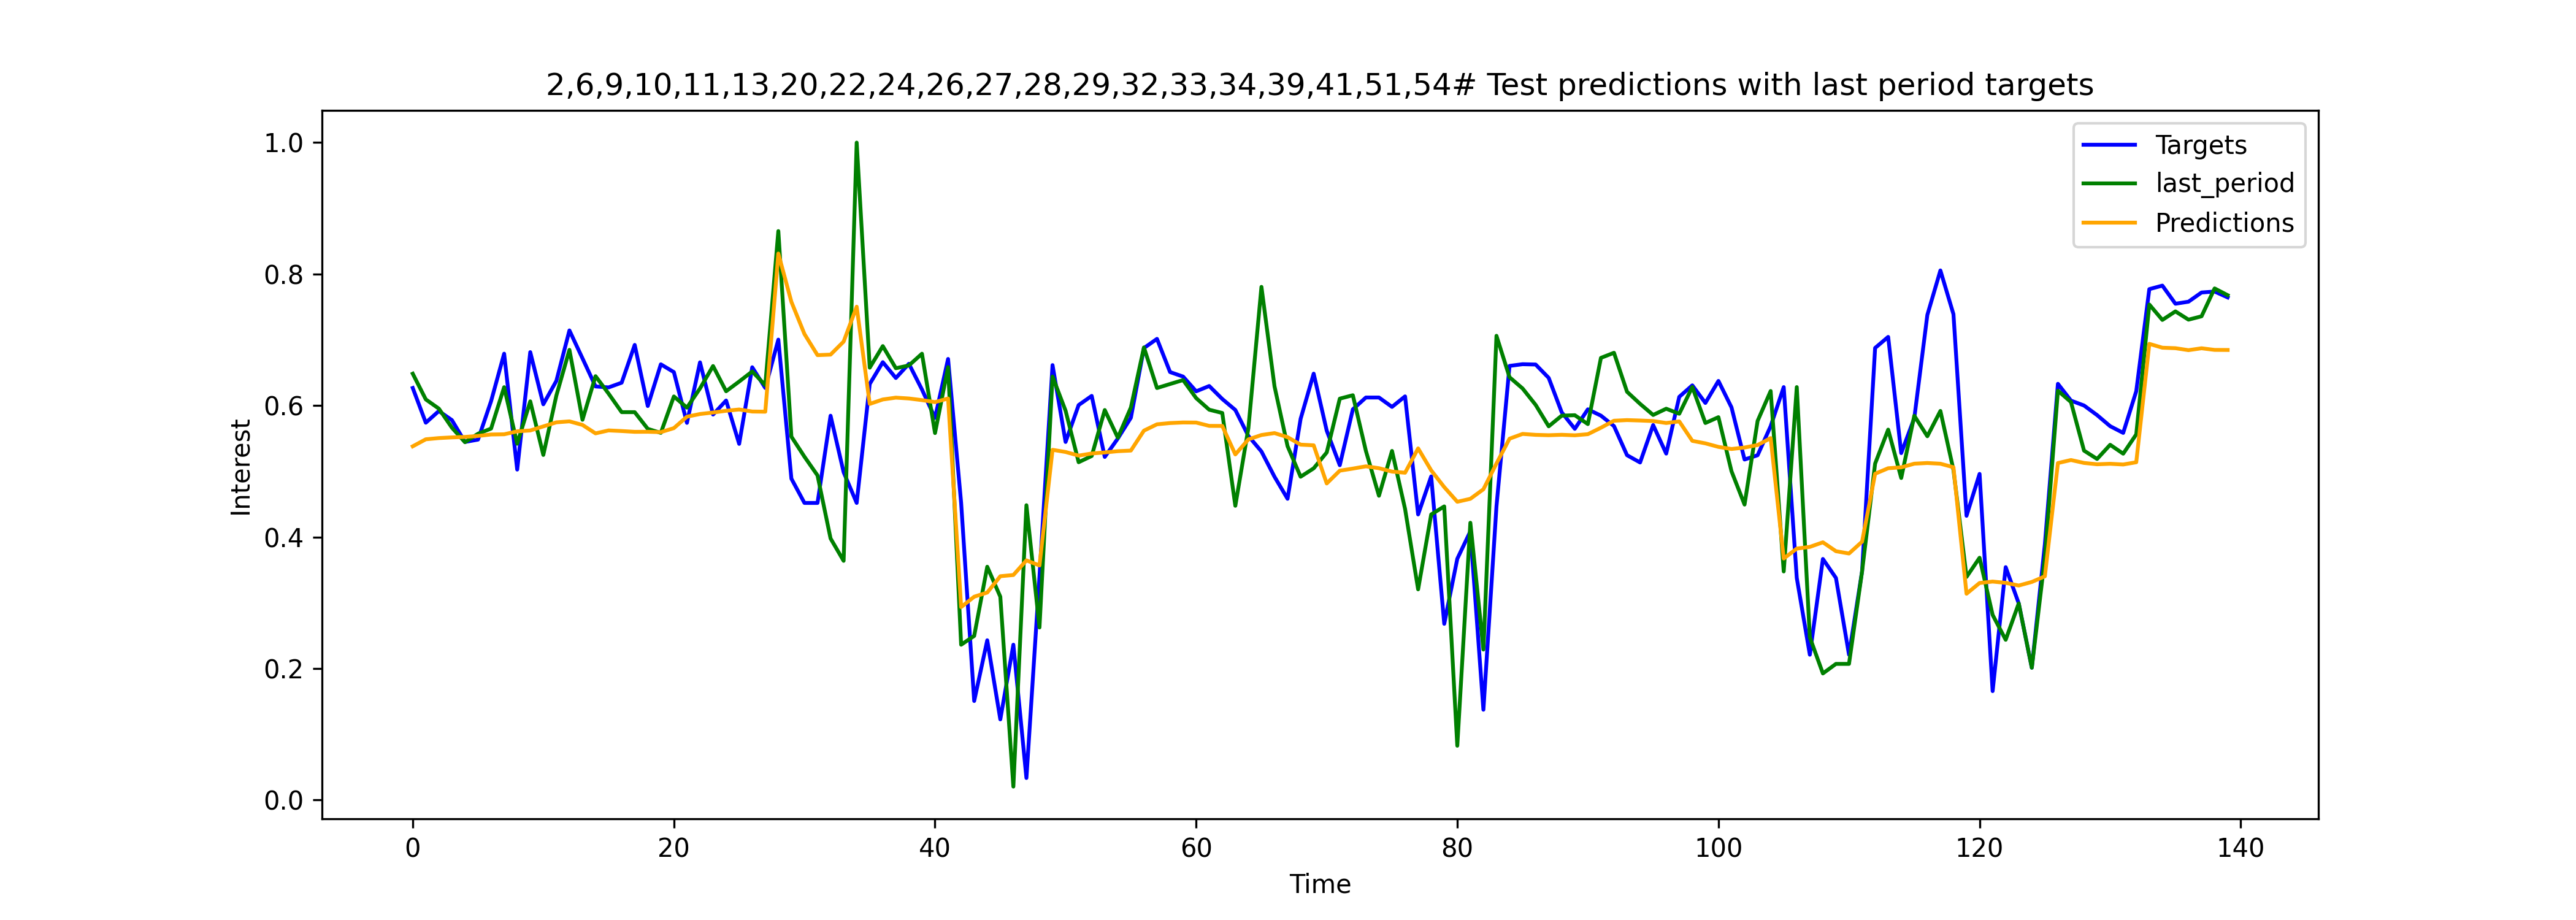 2,6,9,10,11,13,20,22,24,26,27,28,29,32,33,34,39,41,51,54# Test predictions with last period targets
Targets
last_period
Predictions
1.0
0.8
0.6
0.4
0.2
0.0
Interest
0 20 40 60 80 100 120 140
Time